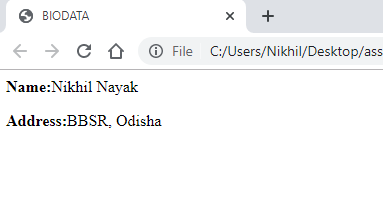 BIODATA
File C:/Users/Nikhil/Desktop/ass
Name:Nikhil Nayak
Address:BBSR, Odisha